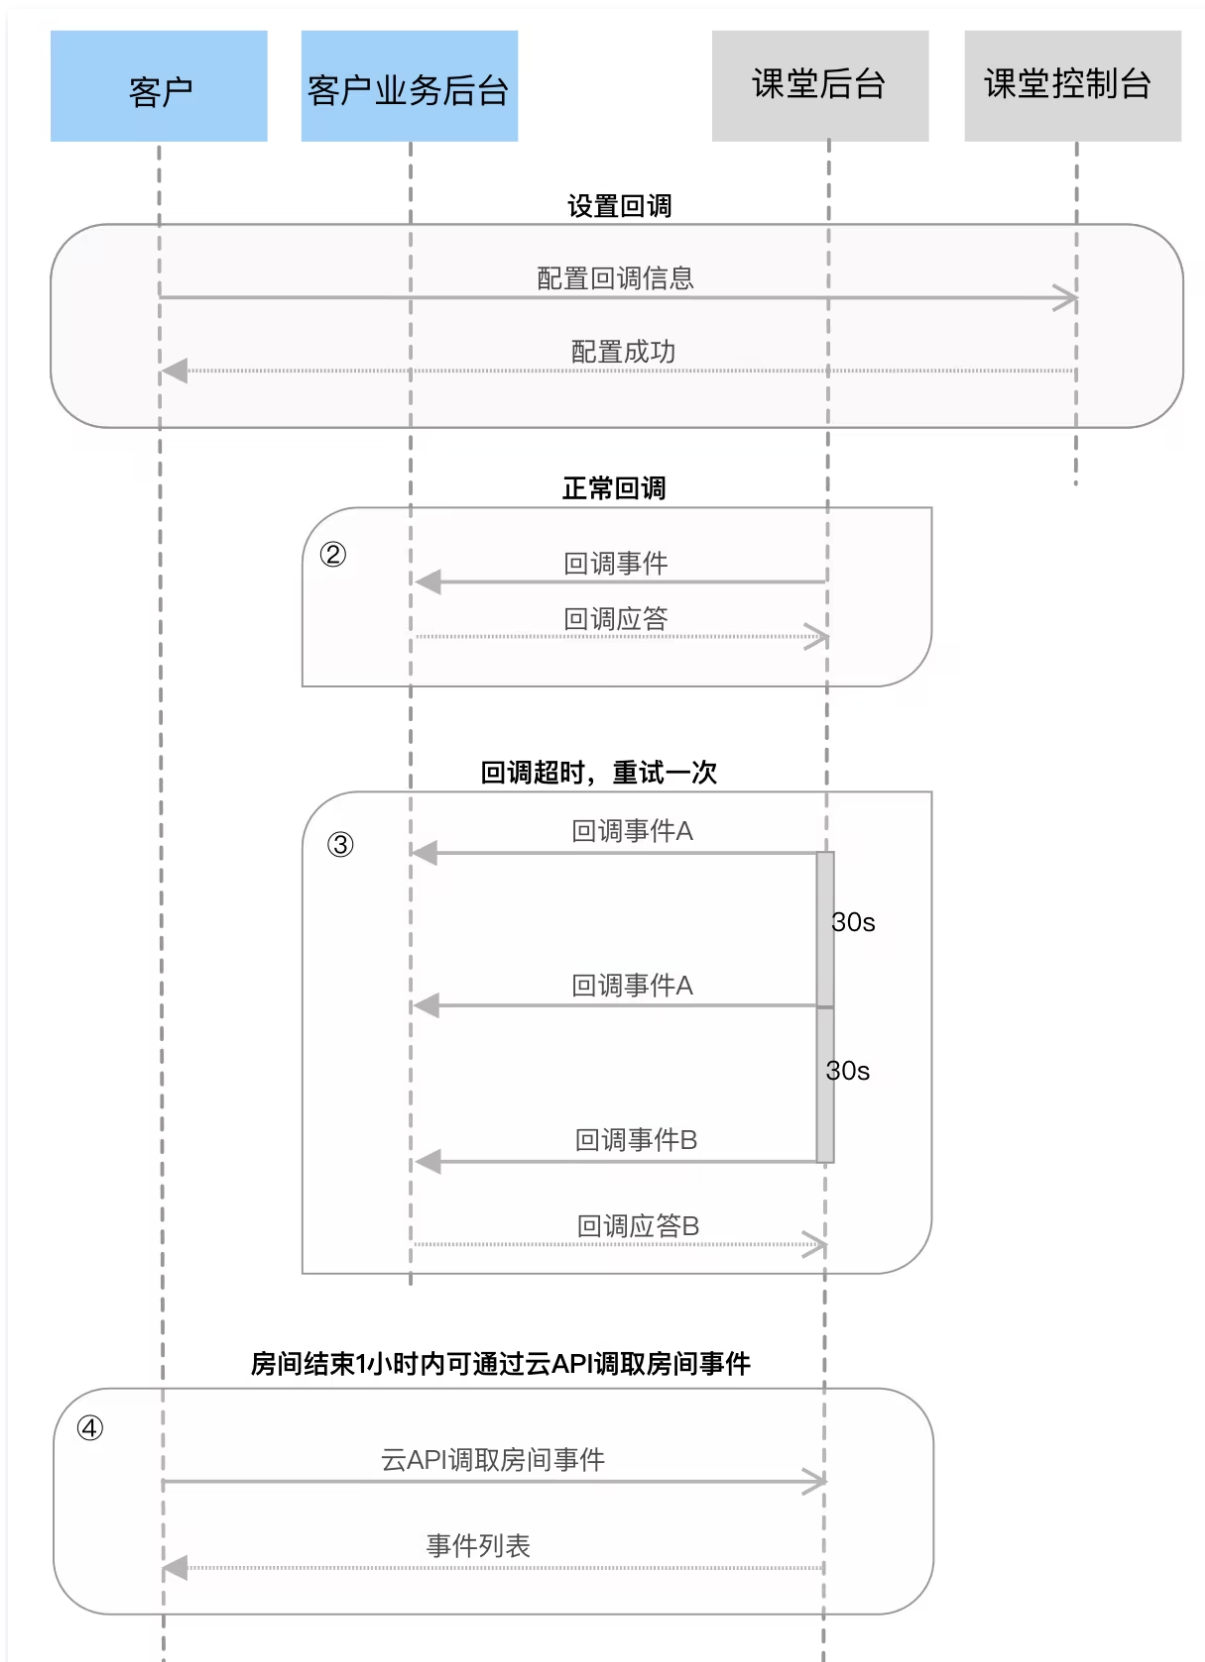 客户
客户业务后台
课堂后台
课堂控制台
设置回调
配置回调信息
配置成功
正常回调
②
回调事件
回调应答
回调超时，重试一次
③
回调事件A
30s
回调事件A
30s
回调事件B
回调应答B
房间结束1小时内可通过云API调取房间事件
④
云API调取房间事件
事件列表